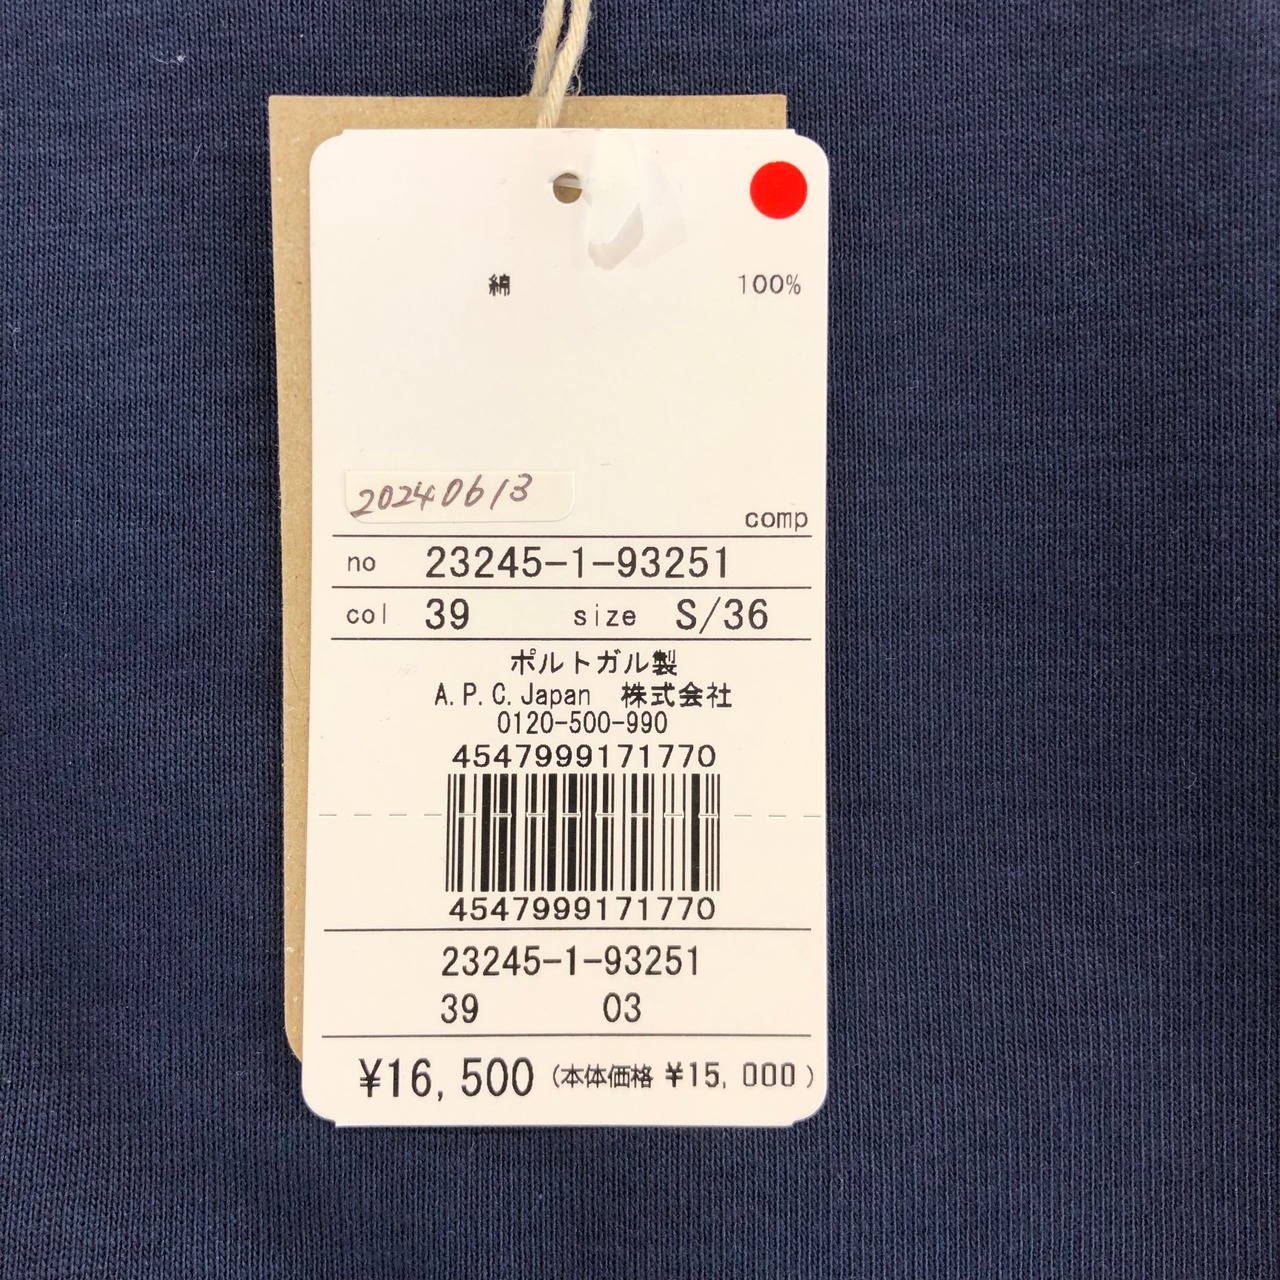 綿 100%
20240613
comp
no 23245-1-93251
col 39 size S/36
ポルトガル製
A.P.C.Japan 株式会社
0120-500-990
4547999171770
4547999171770
23245-1-93251
39 03
¥16,500 (本体価格 ¥15,000)